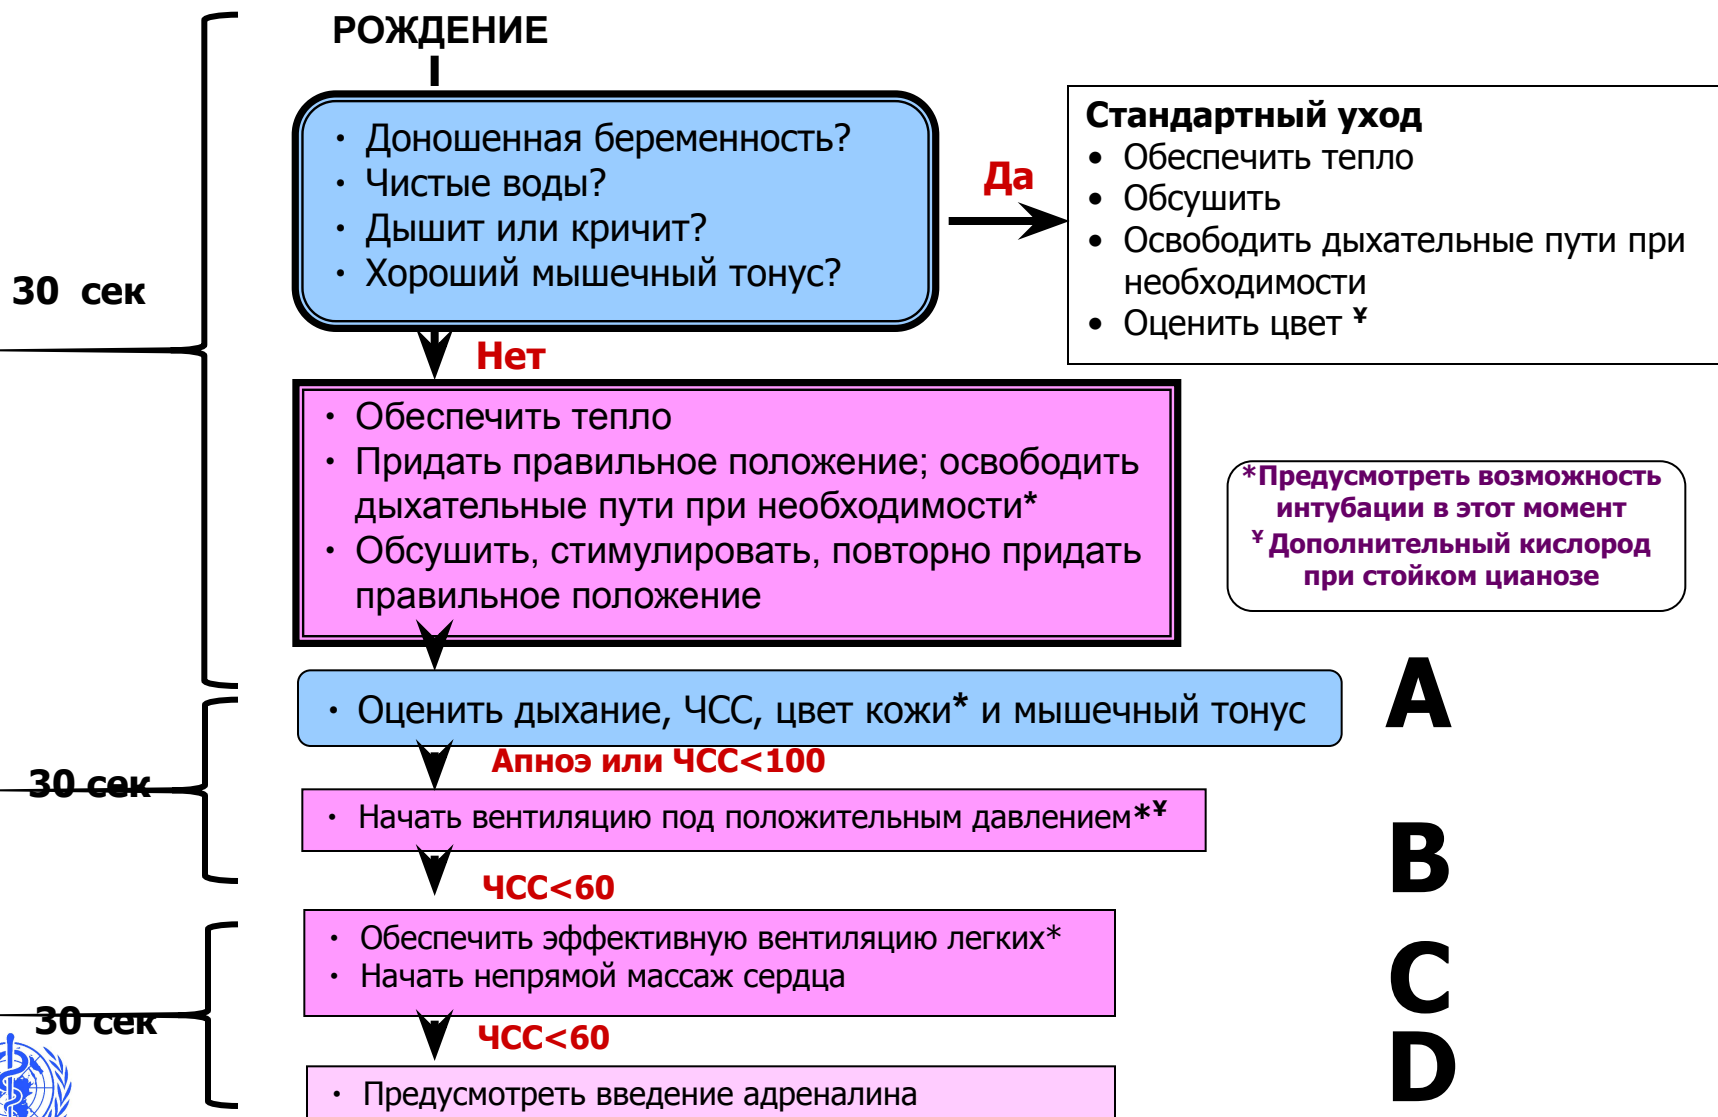 РОЖДЕНИЕ
· Доношенная беременность?
· Чистые воды?
· Дышит или кричит?
· Хороший мышечный тонус?
Да
Стандартный уход
• Обеспечить тепло
• Обсушить
• Освободить дыхательные пути при
необходимости
• Оценить цвет ¥
30 сек
Нет
· Обеспечить тепло
· Придать правильное положение; освободить
дыхательные пути при необходимости*
· Обсушить, стимулировать, повторно придать
правильное положение
*Предусмотреть возможность
интубации в этот момент
¥ Дополнительный кислород
при стойком цианозе
· Оценить дыхание, ЧСС, цвет кожи* и мышечный тонус
A
Апноэ или ЧСС<100
30 сек
· Начать вентиляцию под положительным давлением*¥
B
ЧСС<60
· Обеспечить эффективную вентиляцию легких*
· Начать непрямой массаж сердца
C
30 сек
ЧСС<60
D
· Предусмотреть введение адреналина